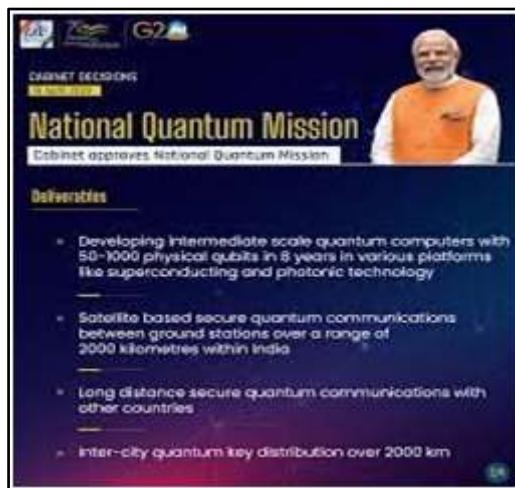 G20
CABINET DECISIONS
National Quantum Mission
Cabinet approves National Quantum Mission
Deliverables
Developing intermediate scale quantum computers with
50-1000 physical qubits in 8 years in various platforms
like superconducting and photonic technology
Satellite based secure quantum communications
between ground stations over a range of
2000 kilometres within India
Long distance secure quantum communications with
other countries
Inter-city quantum key distribution over 2000 km